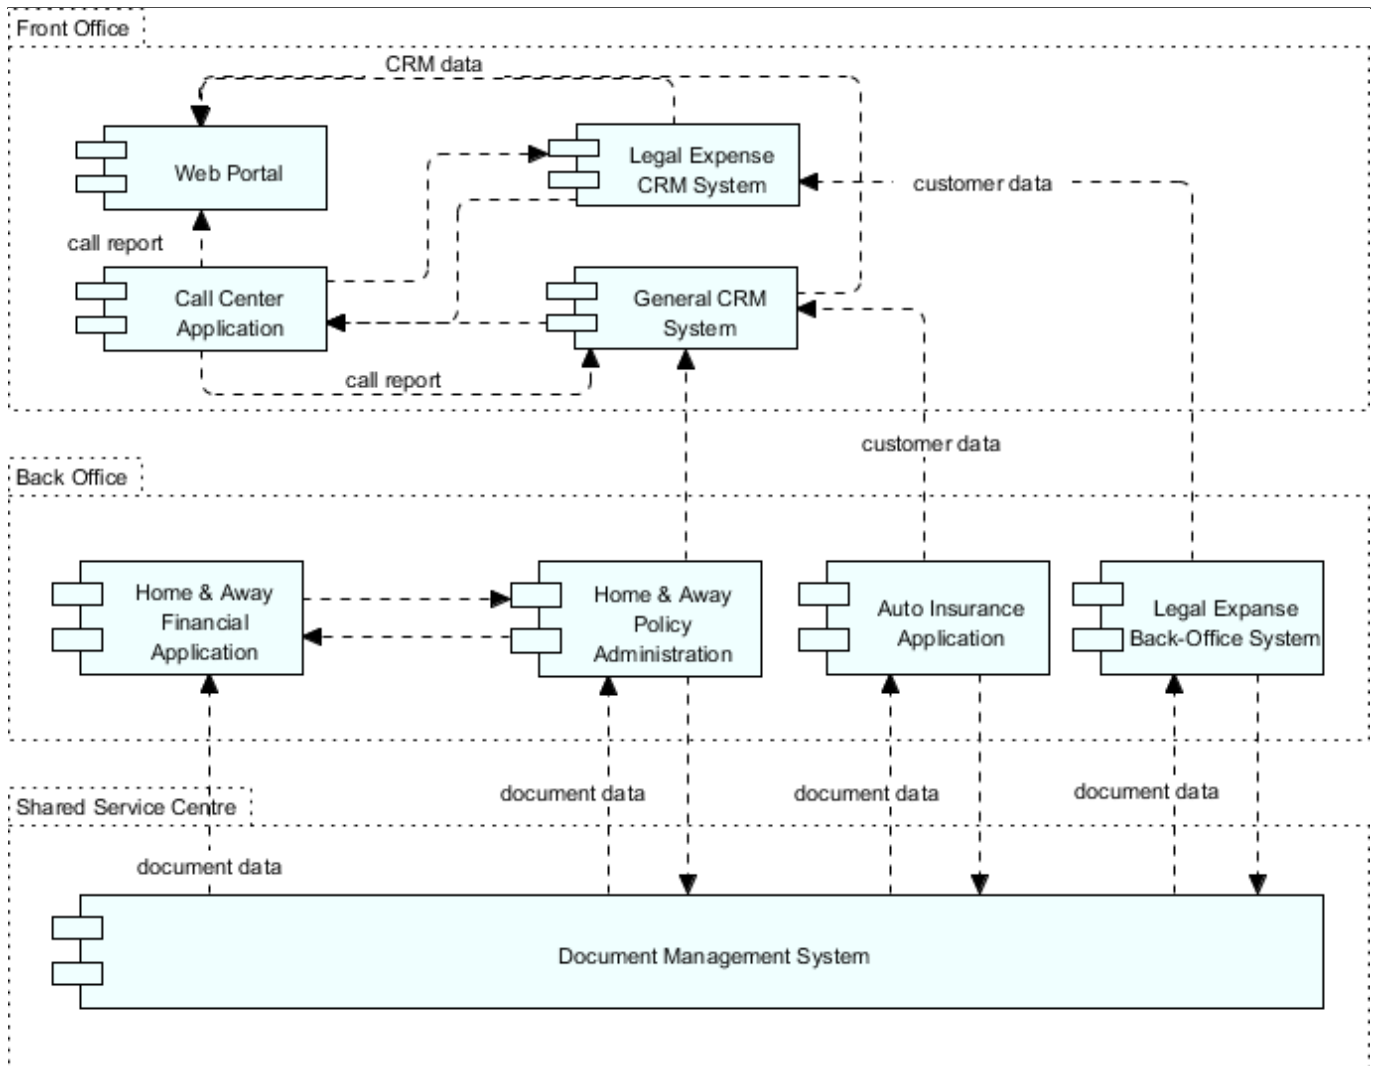 Front Office
CRM data
Web Portal
Legal Expense
CRM System
customer data
call report
Call Center
Application
General CRM
System
call report
customer data
Back Office
Home & Away
Financial
Application
Home & Away
Policy
Administration
Auto Insurance
Application
Legal Expanse
Back-Office System
document data
document data
document data
Shared Service Centre
document data
Document Management System